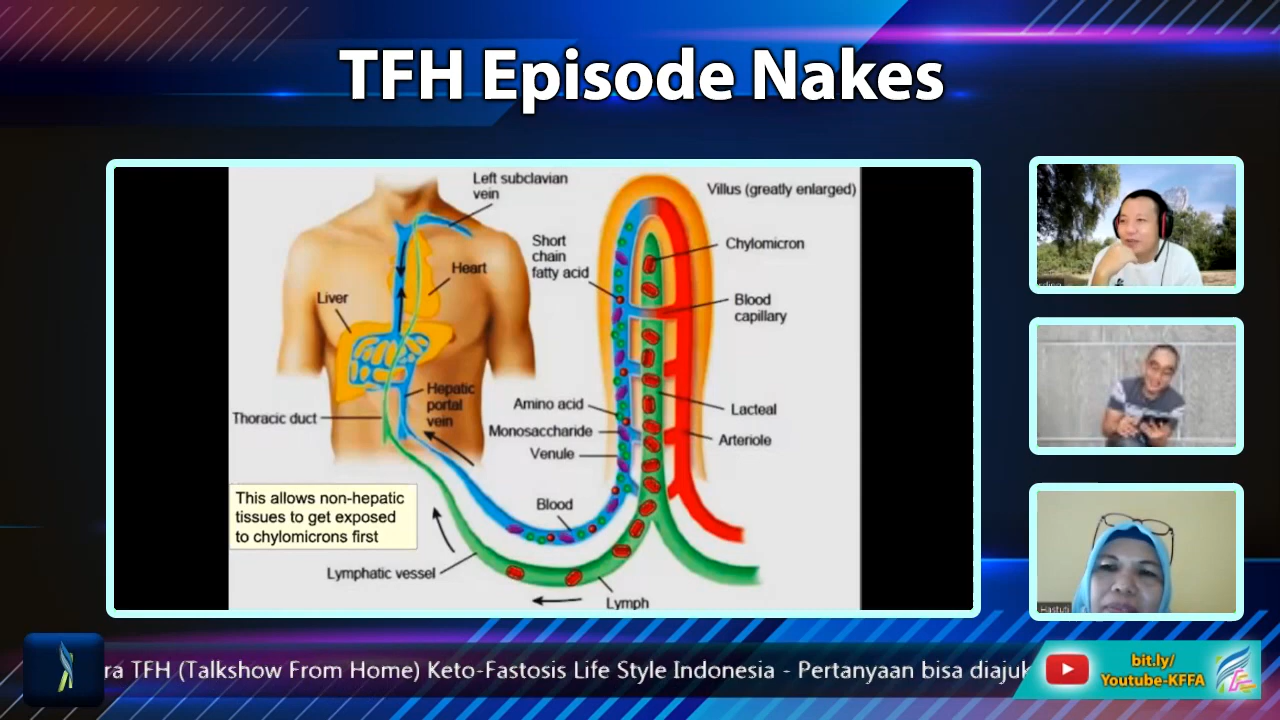 TFH Episode Nakes
Left subclavian
vein
Villus (greatly enlarged)
Short
chain
fatty acid
Chylomicron
Heart
Liver
Blood
capillary
Hepatic
portal
vein
Thoracic duct
Amino acid
Monosaccharide
Venule
Lacteal
Arteriole
This allows non-hepatic
tissues to get exposed
to chylomicrons first
Blood
Lymphatic vessel
Lymph
Hastuti
ra TFH (Talkshow From Home) Keto-Fastosis Life Style Indonesia - Pertanyaan bisa diajuk
bit.ly/
Youtube-KFFA